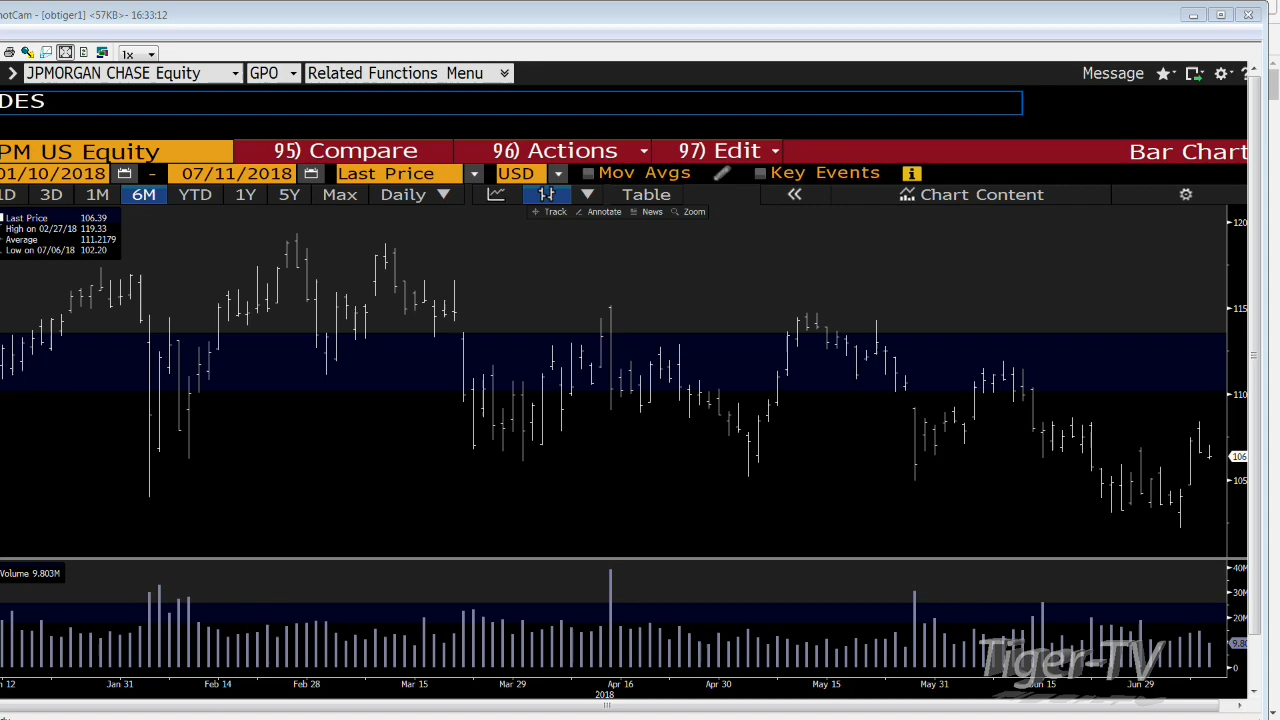 notCam - [obtiger1] <57KB>- 16:33:12
1x
JPMORGAN CHASE Equity GPO Related Functions Menu Message
DES
PM US Equity 95) Compare 96) Actions 97) Edit Bar Chart
01/10/2018 - 07/11/2018 Last Price USD Mov Avgs Key Events
1D 3D 1M 6M YTD 1Y 5Y Max Daily Table Chart Content
Track Annotate News Zoom
Last Price 106.39
High on 02/27/18 119.33
Average 111.2179
Low on 07/06/18 102.20
120
115
110
106
105
Volume 9.803M
40M
30M
20M
9.80
0
n 12 Jan 31 Feb 14 Feb 28 Mar 15 Mar 29 Apr 16 Apr 30 May 15 May 31 Jun 15 Jun 29
2018
Tiger-TV